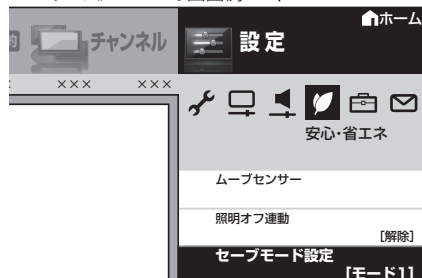 ホーム
チャンネル
設定
××× ×××
安心・省エネ
ムーブセンサー
照明オフ連動
[解除]
セーブモード設定
[モード1]